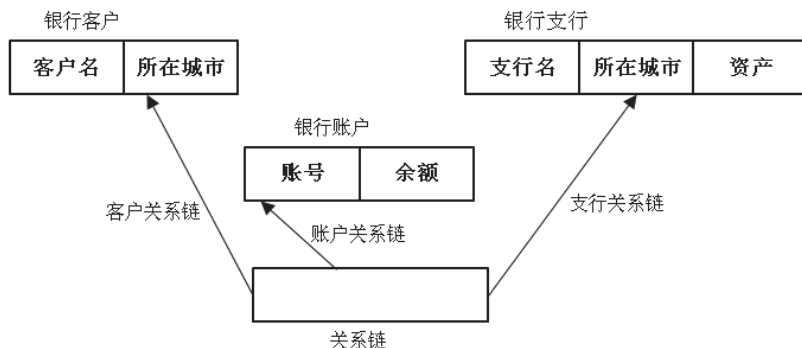 银行客户
银行支行
客户名 所在城市
支行名 所在城市 资产
银行账户
账号 余额
客户关系链
账户关系链
支行关系链
关系链